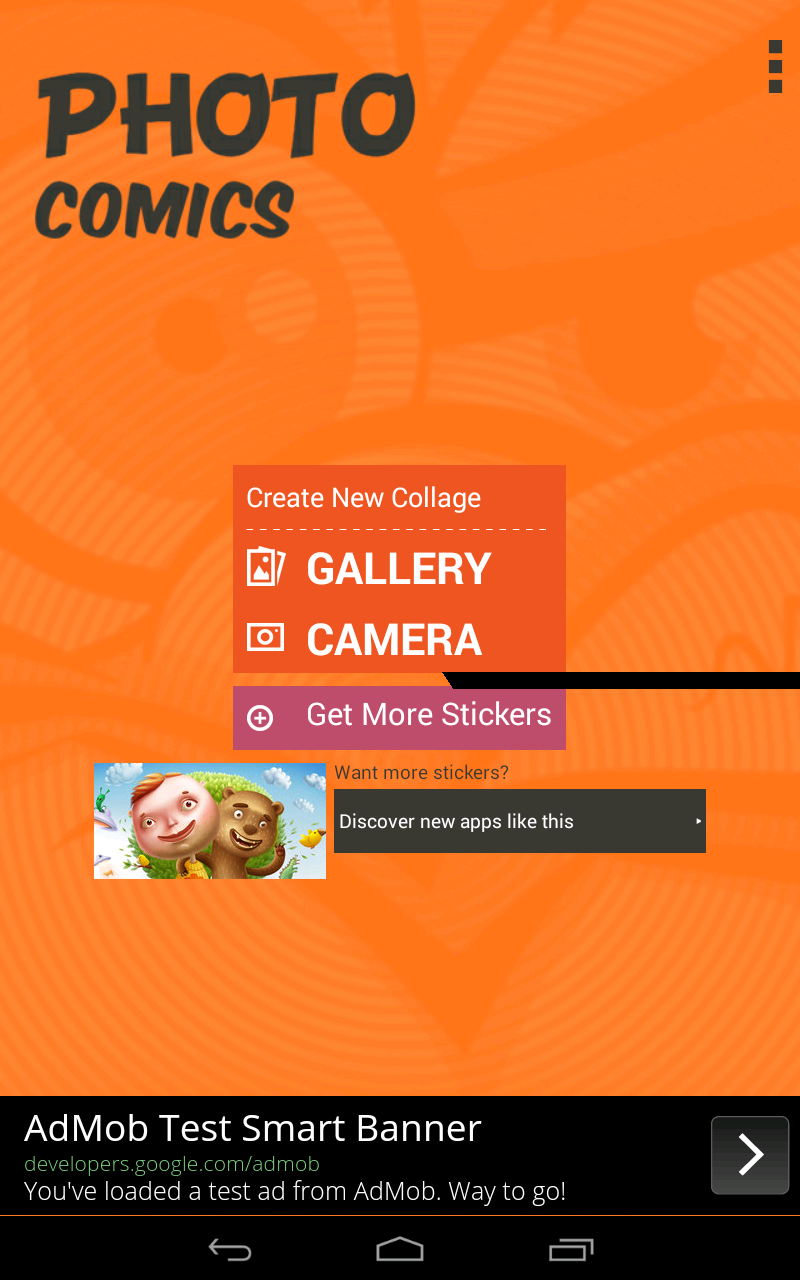 PHOTO
COMICS
Create New Collage
GALLERY
CAMERA
Get More Stickers
Want more stickers?
Discover new apps like this
AdMob Test Smart Banner
developers.google.com/admob
You've loaded a test ad from AdMob. Way to go!